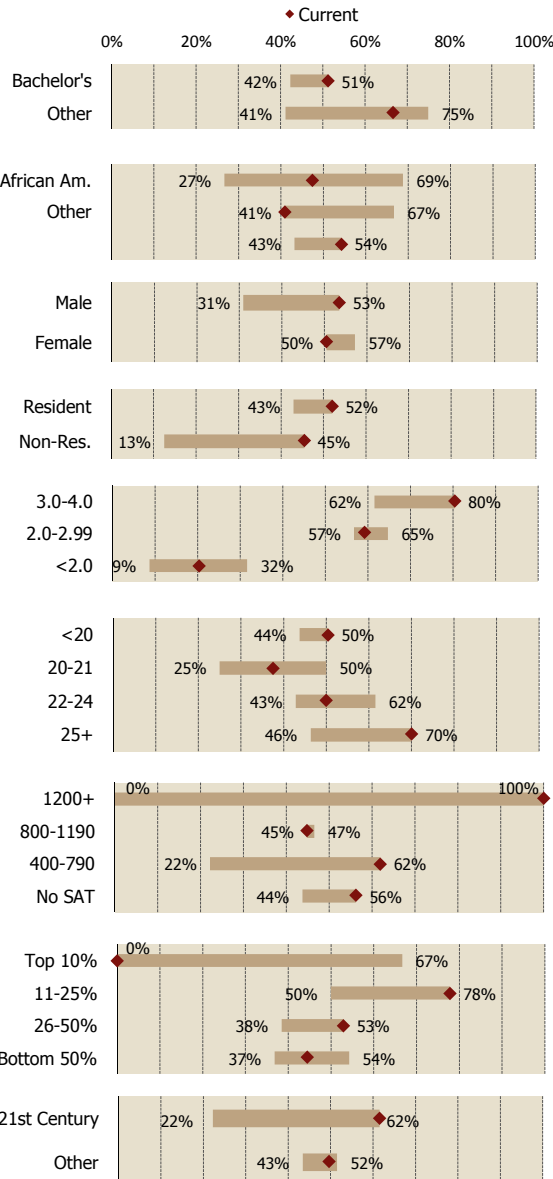 Current
0% 20% 40% 60% 80% 100%
Bachelor's 42% 51%
Other 41% 75%
African Am. 27% 69%
Other 41% 67%
43% 54%
Male 31% 53%
Female 50% 57%
Resident 43% 52%
Non-Res. 13% 45%
3.0-4.0 62% 80%
2.0-2.99 57% 65%
<2.0 9% 32%
<20 44% 50%
20-21 25% 50%
22-24 43% 62%
25+ 46% 70%
1200+ 0% 100%
800-1190 45% 47%
400-790 22% 62%
No SAT 44% 56%
Top 10% 0% 67%
11-25% 50% 78%
26-50% 38% 53%
Bottom 50% 37% 54%
21st Century 22% 62%
Other 43% 52%